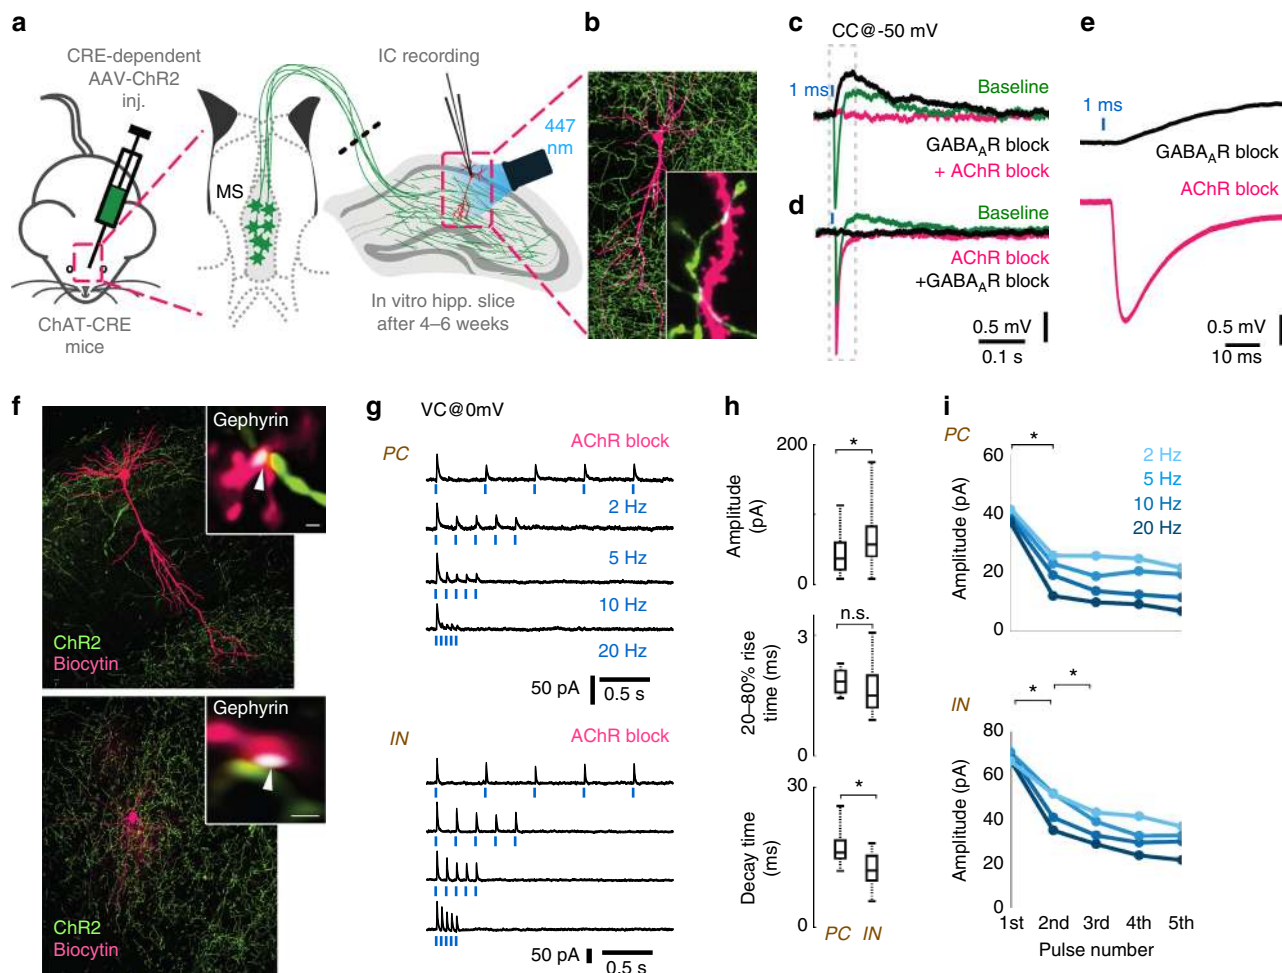 a
CRE-dependent
AAV-ChR2
inj.
MS
ChAT-CRE
mice
IC recording
447
nm
In vitro hipp. slice
after 4–6 weeks
b
c
CC@-50 mV
1 ms
Baseline
GABA_AR block
+ AChR block
d
Baseline
AChR block
+GABA_AR block
0.5 mV
0.1 s
e
1 ms
GABA_AR block
AChR block
0.5 mV
10 ms
f
Gephyrin
ChR2
Biocytin
Gephyrin
ChR2
Biocytin
g
VC@0mV
PC
AChR block
2 Hz
5 Hz
10 Hz
20 Hz
50 pA
0.5 s
IN
AChR block
50 pA
0.5 s
h
200
*
Amplitude
(pA)
0
n.s.
3
20–80% rise
time (ms)
0
30
*
Decay time
(ms)
0
PC
IN
i
PC
*
60
2 Hz
5 Hz
10 Hz
20 Hz
40
20
0
Amplitude (pA)
IN
*
*
80
60
40
20
0
Amplitude (pA)
1st
2nd
3rd
4th
5th
Pulse number